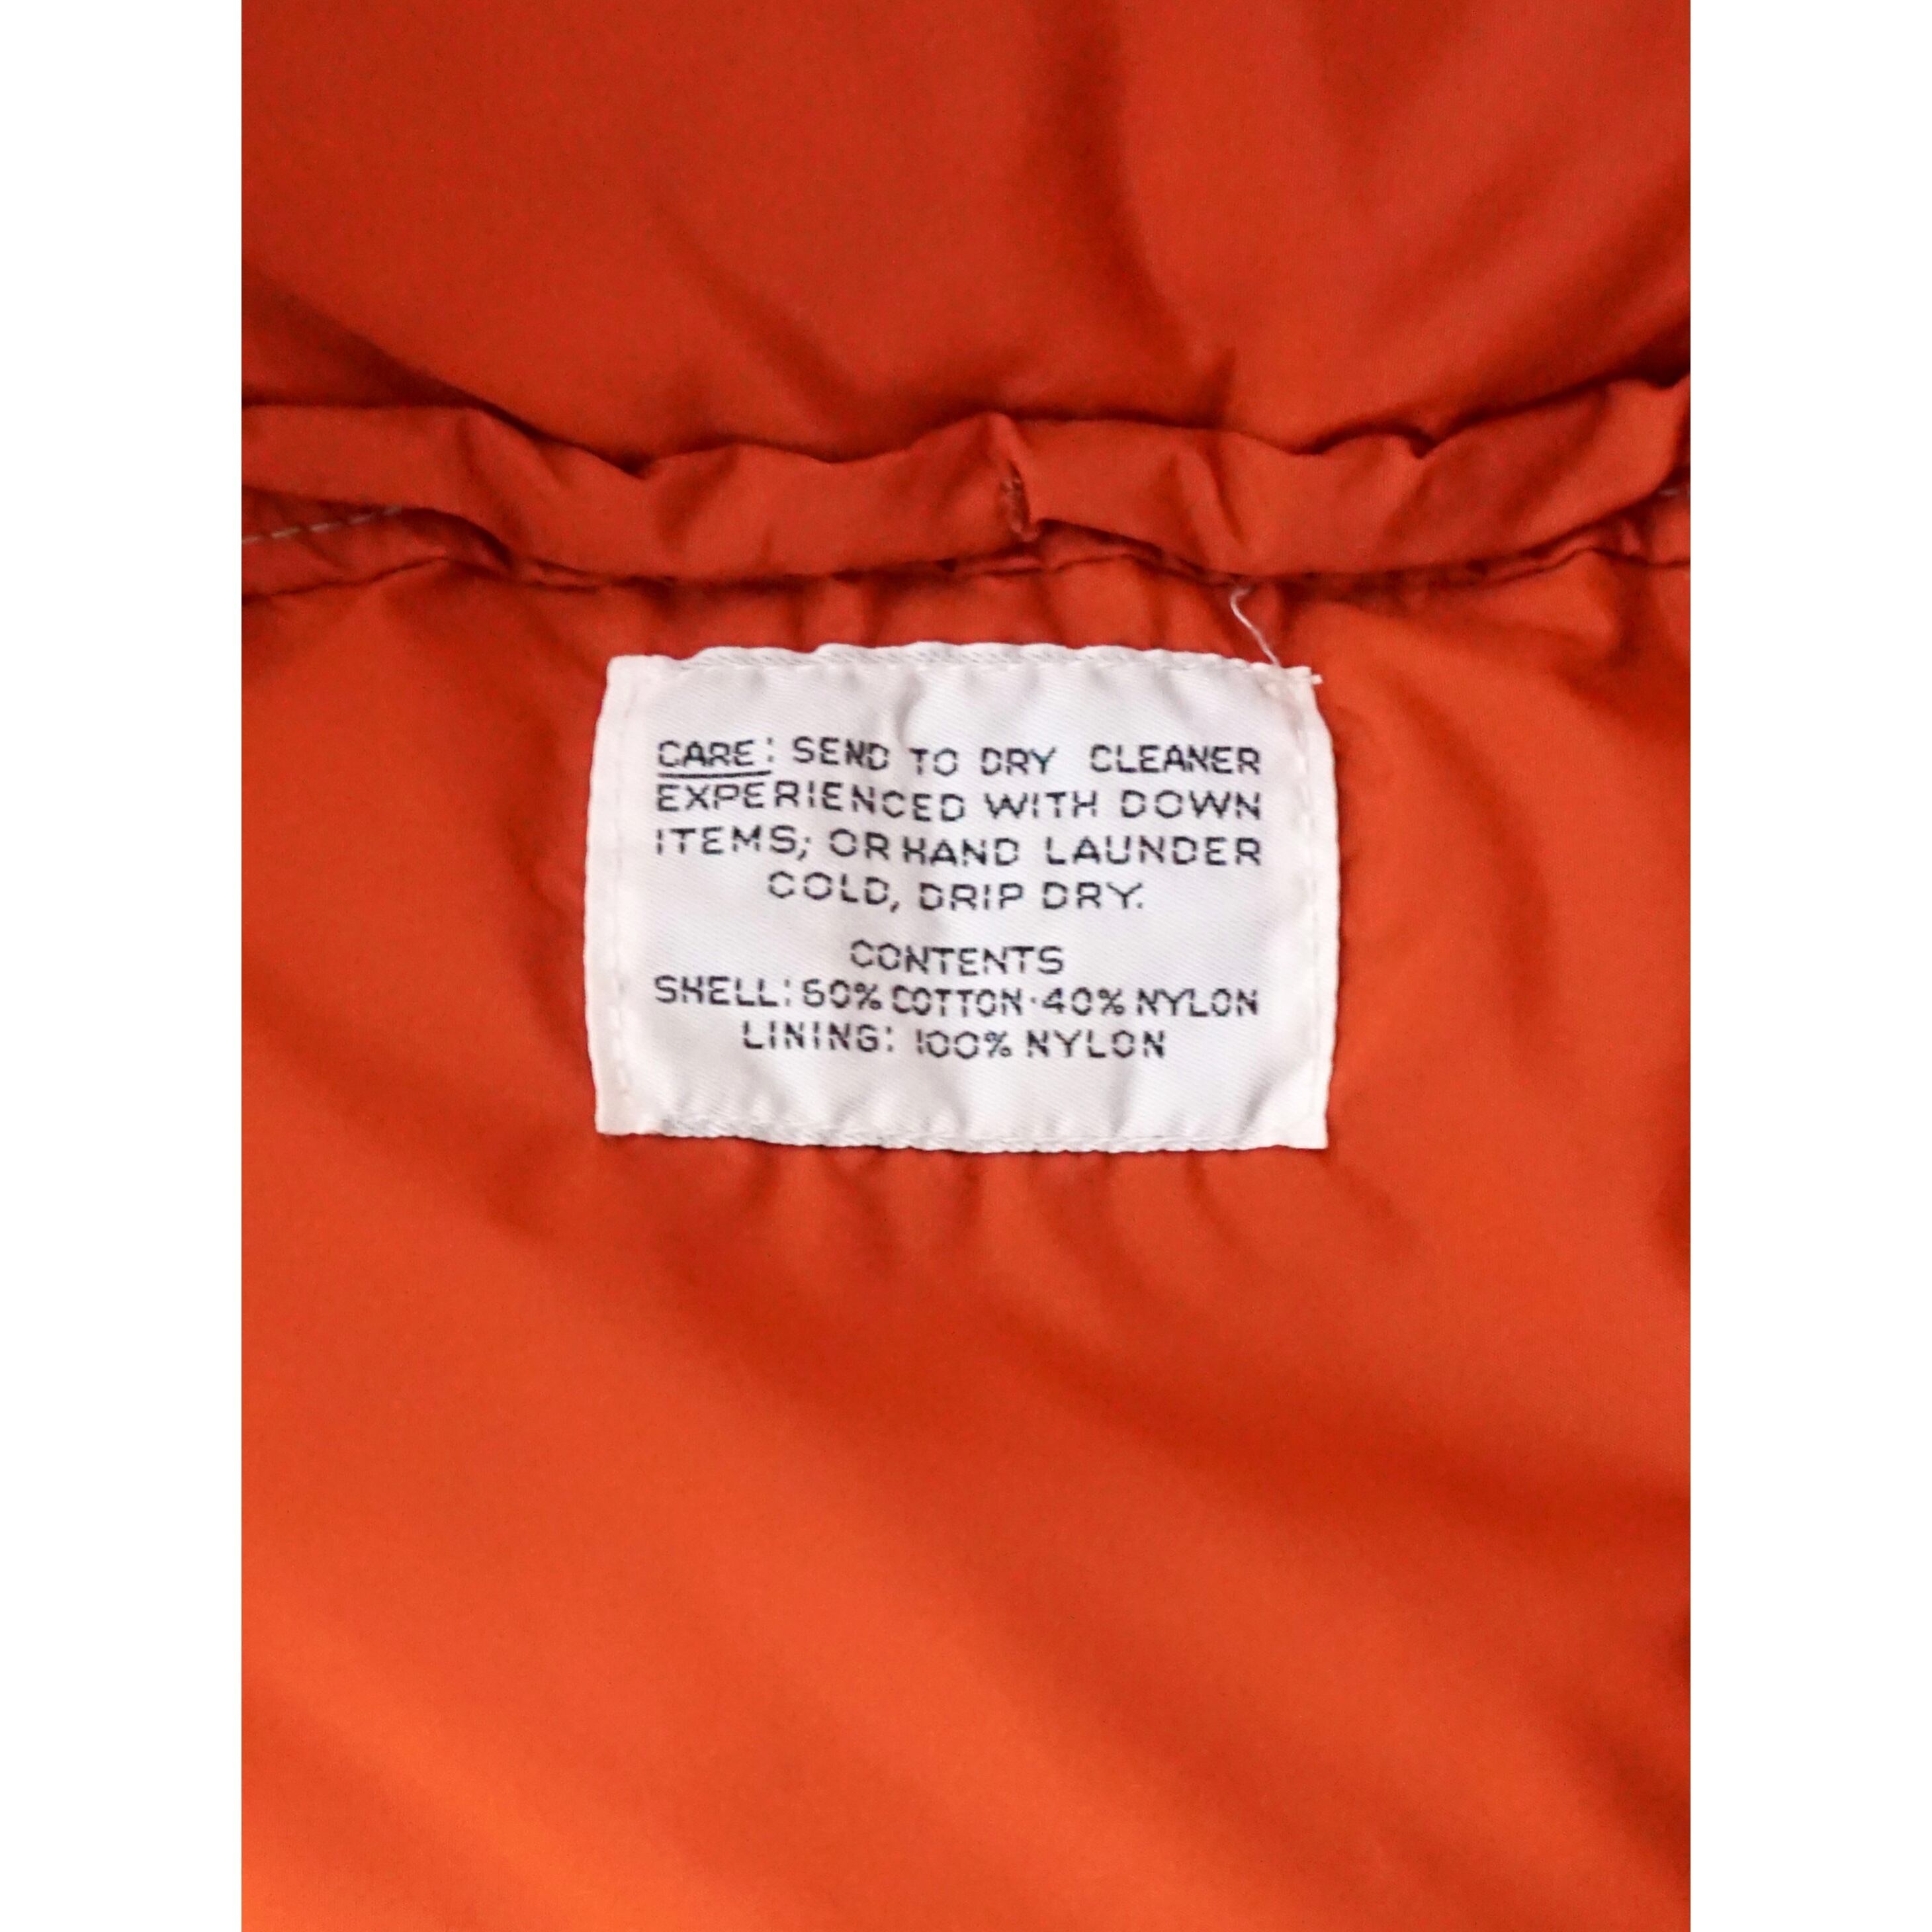 CARE: SEND TO DRY CLEANER
EXPERIENCED WITH DOWN
ITEMS; OR HAND LAUNDER
COLD, DRIP DRY.
CONTENTS
SHELL: 60% COTTON·40% NYLON
LINING: 100% NYLON